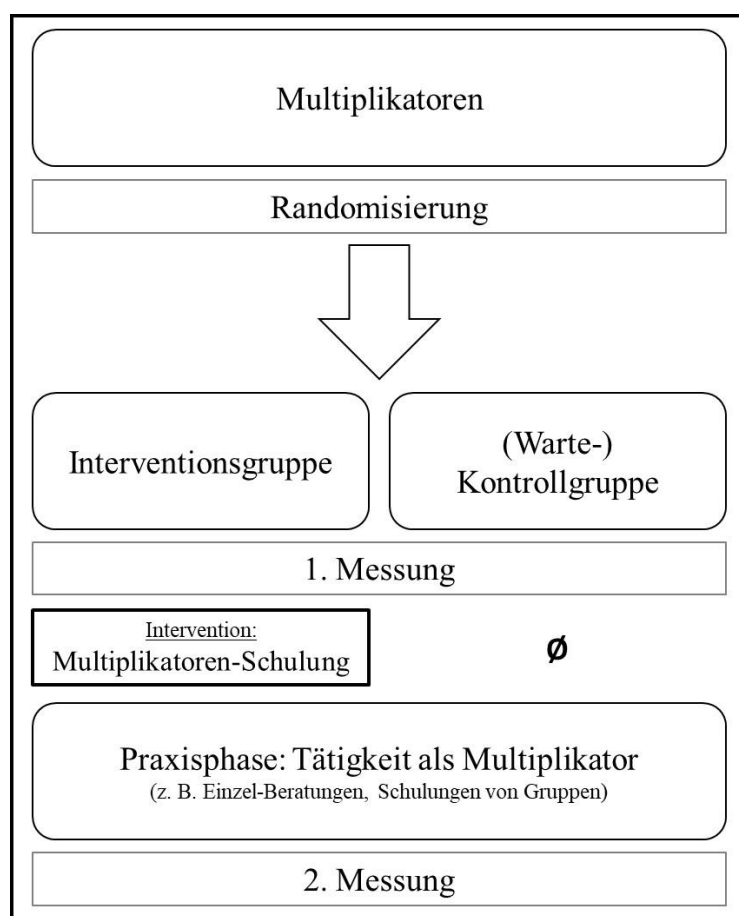 Multiplikatoren
Randomisierung
Interventionsgruppe
(Warte-)
Kontrollgruppe
1. Messung
Intervention:
Multiplikatoren-Schulung
Ø
Praxisphase: Tätigkeit als Multiplikator
(z. B. Einzel-Beratungen, Schulungen von Gruppen)
2. Messung